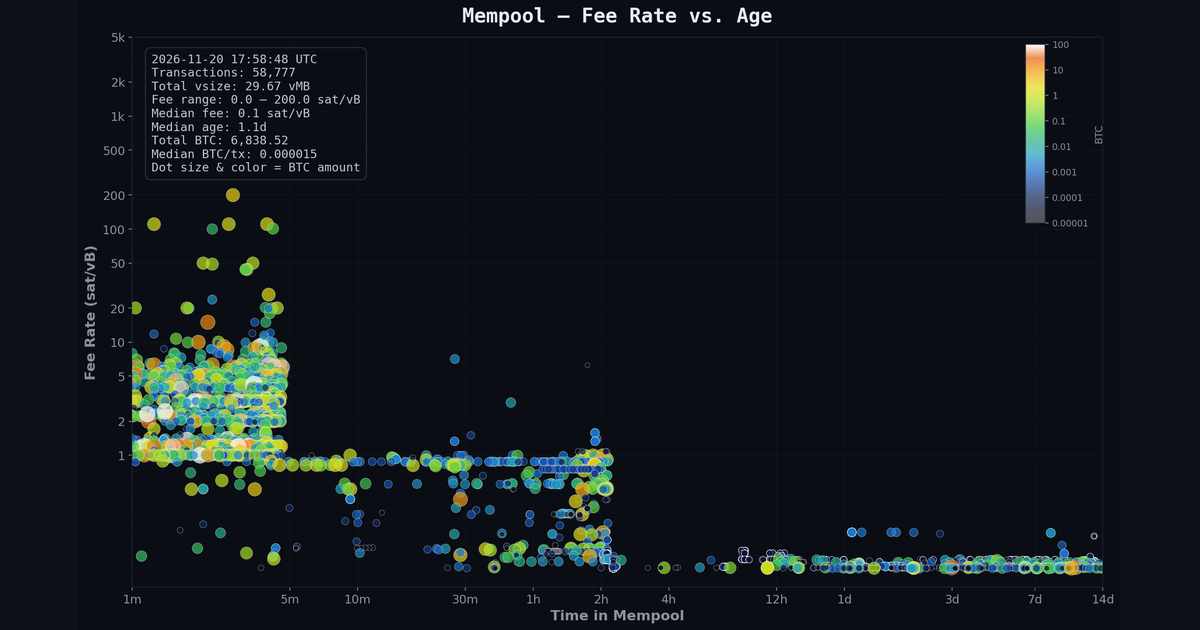 Mempool — Fee Rate vs. Age
2026-11-20 17:58:48 UTC
Transactions: 58,777
Total vsize: 29.67 vMB
Fee range: 0.0 – 200.0 sat/vB
Median fee: 0.1 sat/vB
Median age: 1.1d
Total BTC: 6,838.52
Median BTC/tx: 0.000015
Dot size & color = BTC amount
5k
2k
1k
500
200
100
50
20
10
5
2
1
Fee Rate (sat/vB)
100
10
1
0.1
0.01
0.001
0.0001
0.00001
BTC
1m
5m
10m
30m
1h
2h
4h
12h
1d
3d
7d
14d
Time in Mempool